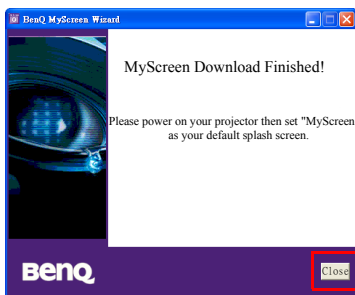 BenQ MyScreen Wizard
MyScreen Download Finished!
Please power on your projector then set "MyScreen
as your default splash screen.
BenQ
Close